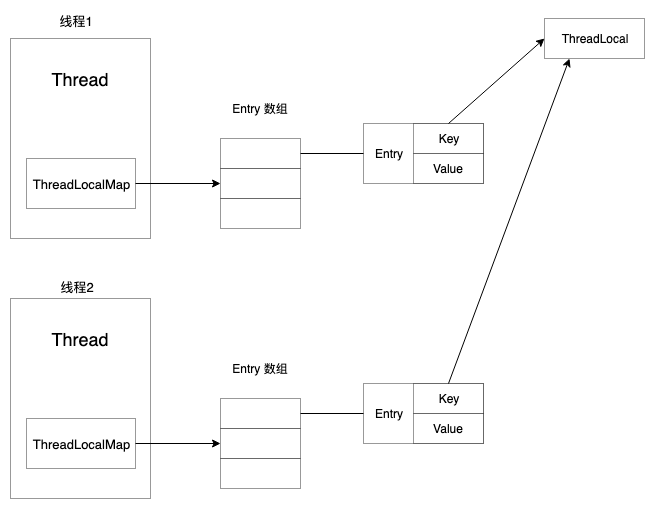 线程1
ThreadLocal
Thread
Entry 数组
Key
Entry
Value
ThreadLocalMap
线程2
Thread
Entry 数组
Key
Entry
Value
ThreadLocalMap